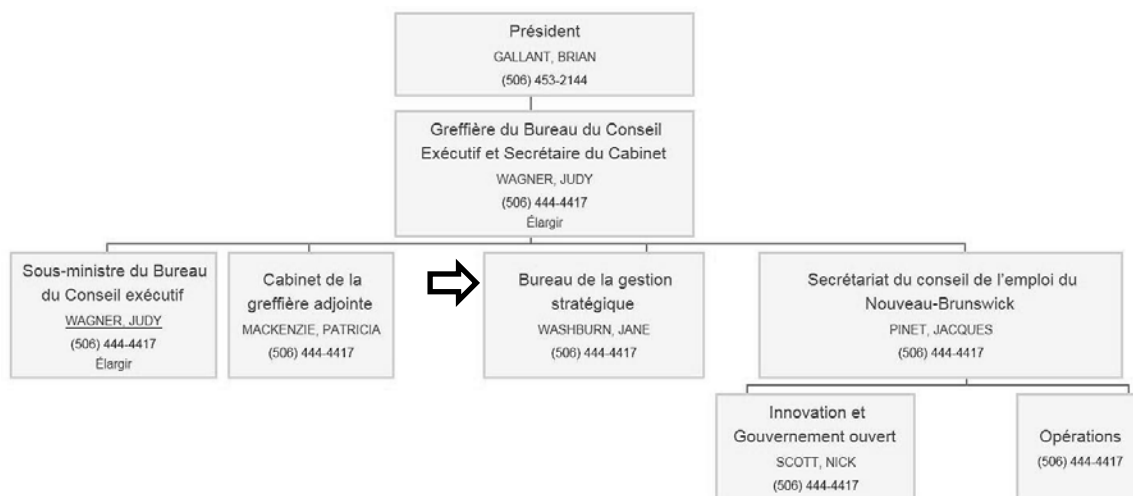 Président
GALLANT, BRIAN
(506) 453-2144
Greffière du Bureau du Conseil
Exécutif et Secrétaire du Cabinet
WAGNER, JUDY
(506) 444-4417
Élargir
Sous-ministre du Bureau
du Conseil exécutif
WAGNER, JUDY
(506) 444-4417
Élargir
Cabinet de la
greffière adjointe
MACKENZIE, PATRICIA
(506) 444-4417
Bureau de la gestion
stratégique
WASHBURN, JANE
(506) 444-4417
Secrétariat du conseil de l'emploi du
Nouveau-Brunswick
PINET, JACQUES
(506) 444-4417
Innovation et
Gouvernement ouvert
SCOTT, NICK
(506) 444-4417
Opérations
(506) 444-4417